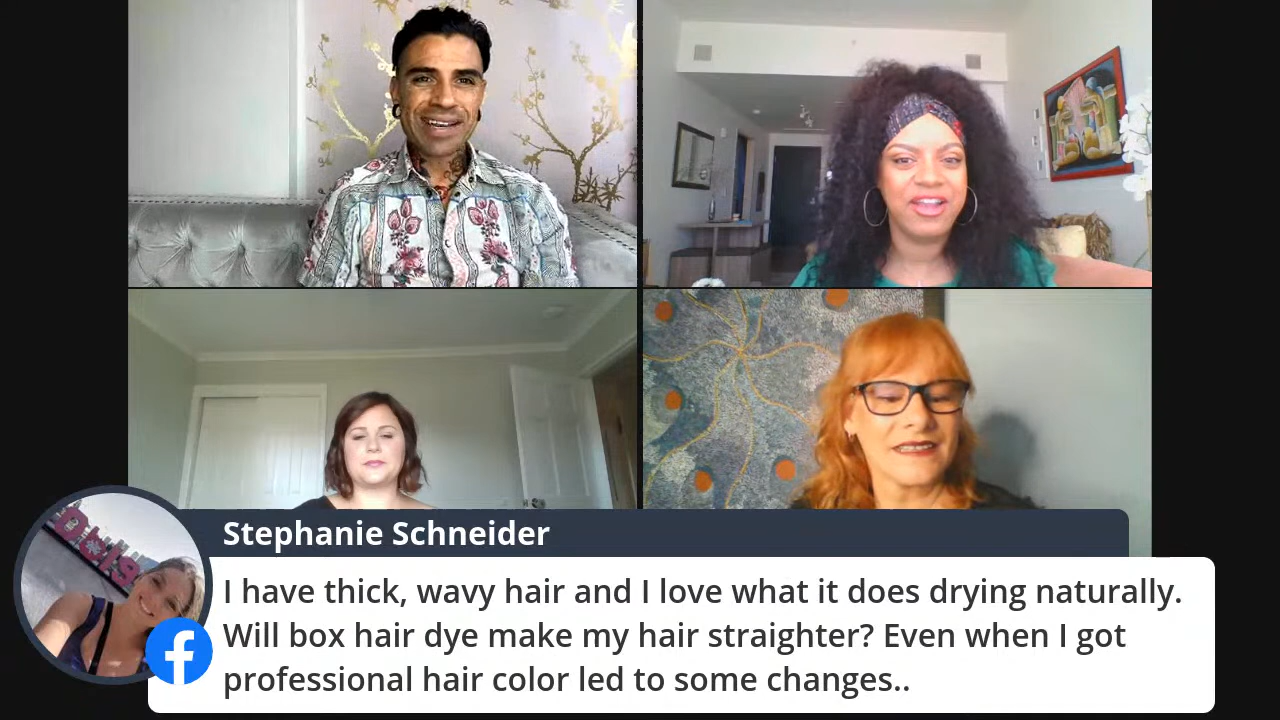 Stephanie Schneider
I have thick, wavy hair and I love what it does drying naturally.
Will box hair dye make my hair straighter? Even when I got
professional hair color led to some changes..